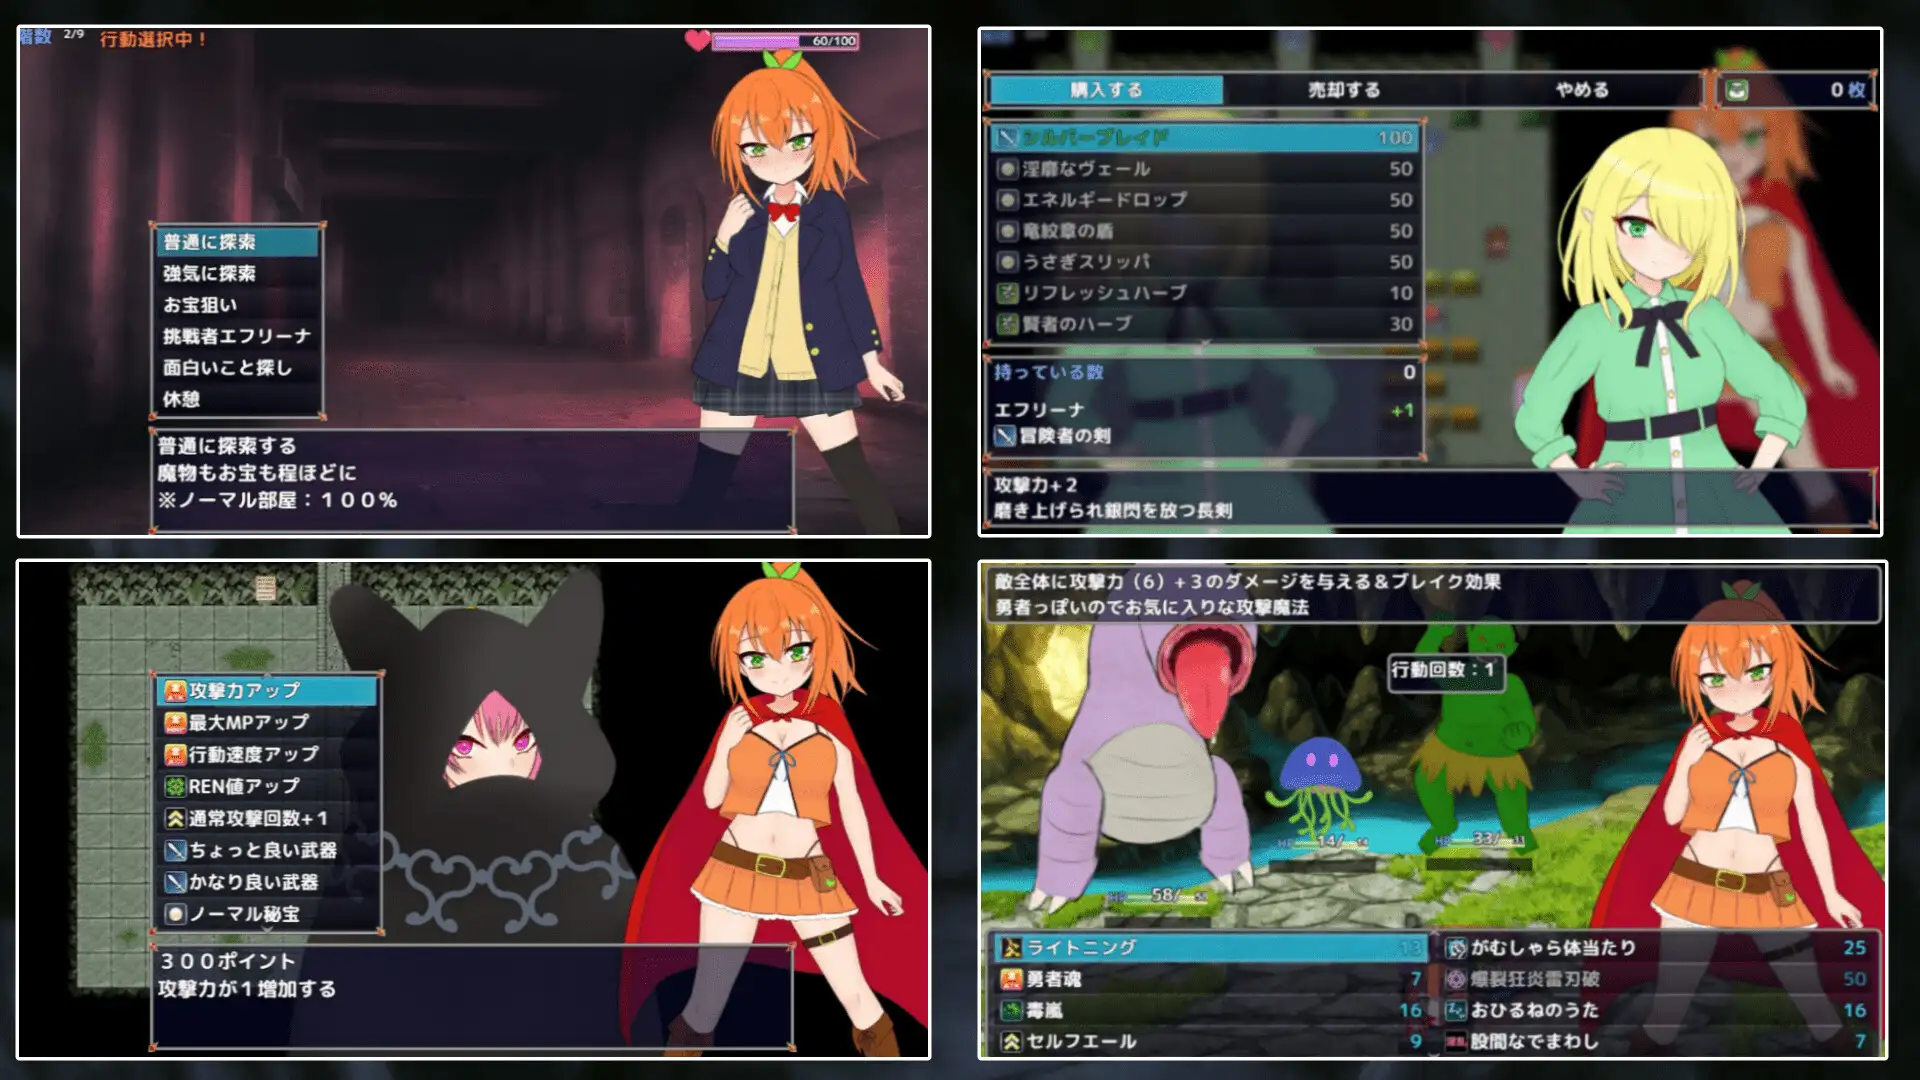 階数 2/9 行動選択中！
60/100
普通に探索
強気に探索
お宝狙い
挑戦者エフリーナ
面白いこと探し
休憩
普通に探索する
魔物もお宝も程ほどに
※ノーマル部屋：１００％
購入する 売却する やめる 0 枚
シルバーブレイド 100
淫靡なヴェール 50
エネルギードロップ 50
竜紋章の盾 50
うさぎスリッパ 50
リフレッシュハーブ 10
賢者のハーブ 30
持っている数 0
エフリーナ +1
冒険者の剣
攻撃力+２
磨き上げられ銀閃を放つ長剣
攻撃力アップ
最大MPアップ
行動速度アップ
REN値アップ
通常攻撃回数+１
ちょっと良い武器
かなり良い武器
ノーマル秘宝
３００ポイント
攻撃力が１増加する
敵全体に攻撃力（6）+３のダメージを与える＆ブレイク効果
勇者っぽいのでお気に入りな攻撃魔法
行動回数：1
HP 14/14
HP 33/33
HP 58/
ライトニング 13 がむしゃら体当たり 25
勇者魂 7 爆裂狂炎雷刃破 50
毒嵐 16 おひるねのうた 16
セルフエール 9 股間なでまわし 7